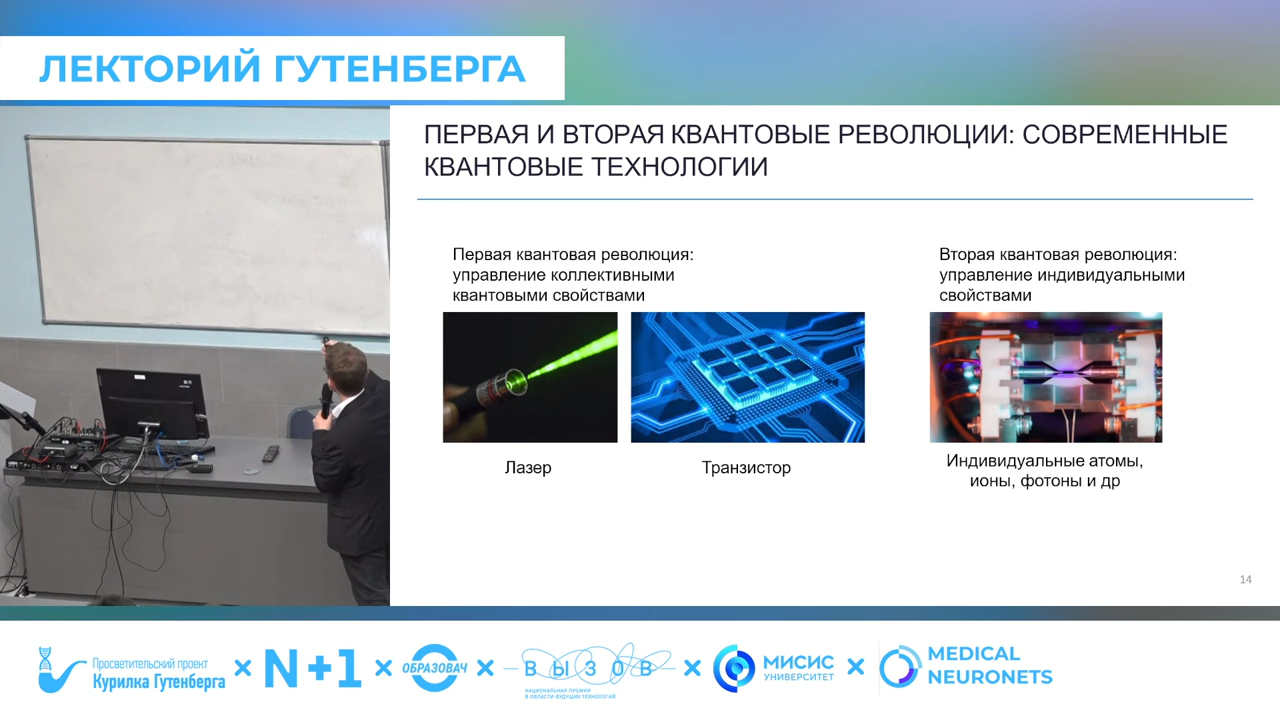 ЛЕКТОРИЙ ГУТЕНБЕРГА
ПЕРВАЯ И ВТОРАЯ КВАНТОВЫЕ РЕВОЛЮЦИИ: СОВРЕМЕННЫЕ
КВАНТОВЫЕ ТЕХНОЛОГИИ
Первая квантовая революция:
управление коллективными
квантовыми свойствами
Вторая квантовая революция:
управление индивидуальными
свойствами
Лазер
Транзистор
Индивидуальные атомы,
ионы, фотоны и др
14
Просветительский проект
Курилка Гутенберга
×
N+1
×
ОБРАЗОВАЧ
×
ВЫЗОВ
НАЦИОНАЛЬНАЯ ПРЕМИЯ
В ОБЛАСТИ БУДУЩИХ ТЕХНОЛОГИЙ
×
МИСИС
УНИВЕРСИТЕТ
×
MEDICAL
NEURONETS